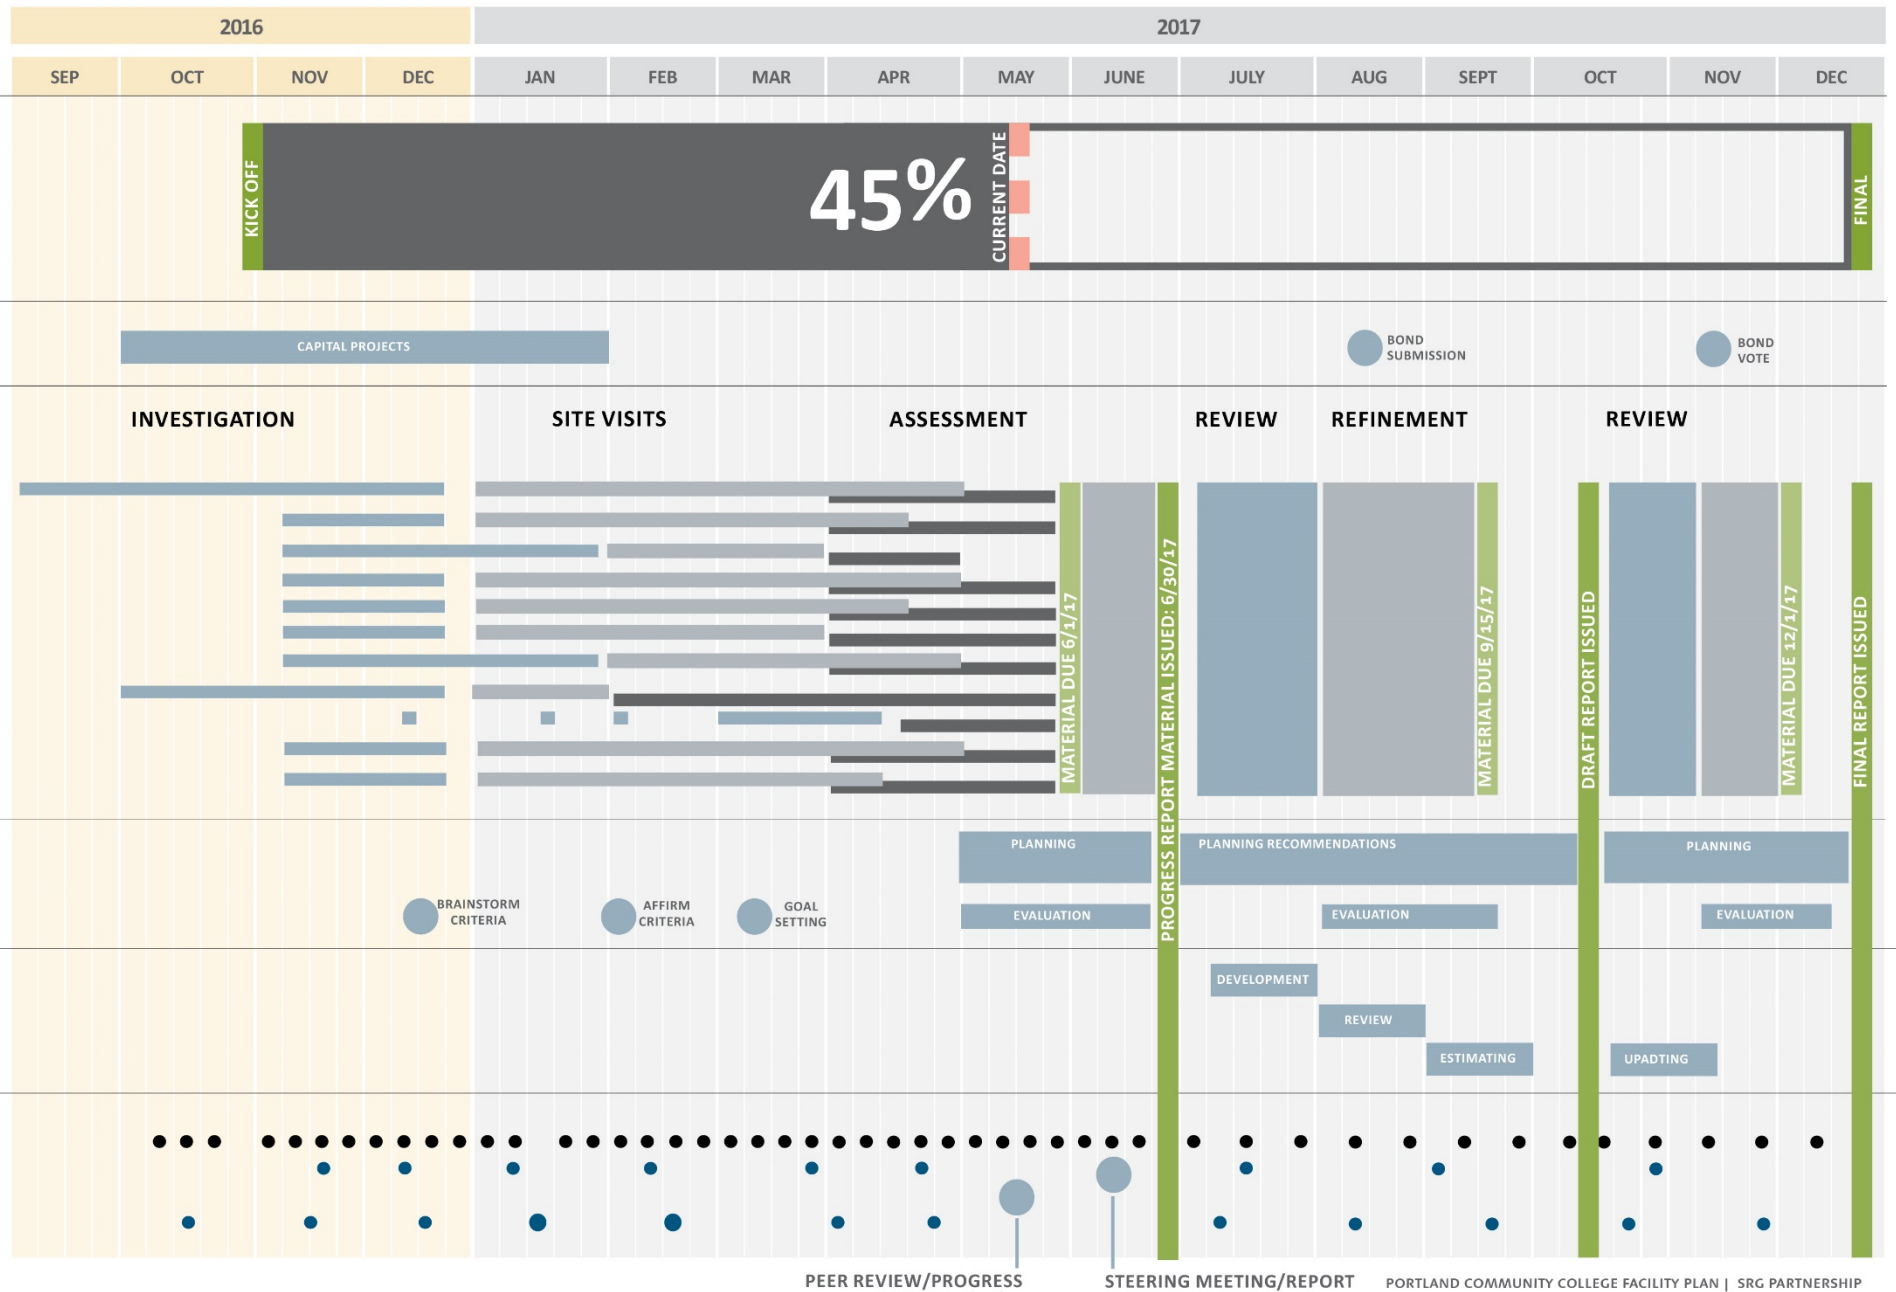 2016
2017
SEP
OCT
NOV
DEC
JAN
FEB
MAR
APR
MAY
JUNE
JULY
AUG
SEPT
OCT
NOV
DEC
KICK OFF
45%
CURRENT DATE
FINAL
CAPITAL PROJECTS
BOND
SUBMISSION
BOND
VOTE
INVESTIGATION
SITE VISITS
ASSESSMENT
REVIEW
REFINEMENT
REVIEW
MATERIAL DUE 6/1/17
PROGRESS REPORT MATERIAL ISSUED: 6/30/17
MATERIAL DUE 9/15/17
DRAFT REPORT ISSUED
MATERIAL DUE 12/1/17
FINAL REPORT ISSUED
PLANNING
PLANNING RECOMMENDATIONS
PLANNING
BRAINSTORM
CRITERIA
AFFIRM
CRITERIA
GOAL
SETTING
EVALUATION
EVALUATION
EVALUATION
DEVELOPMENT
REVIEW
ESTIMATING
UPADTING
PEER REVIEW/PROGRESS
STEERING MEETING/REPORT
PORTLAND COMMUNITY COLLEGE FACILITY PLAN | SRG PARTNERSHIP